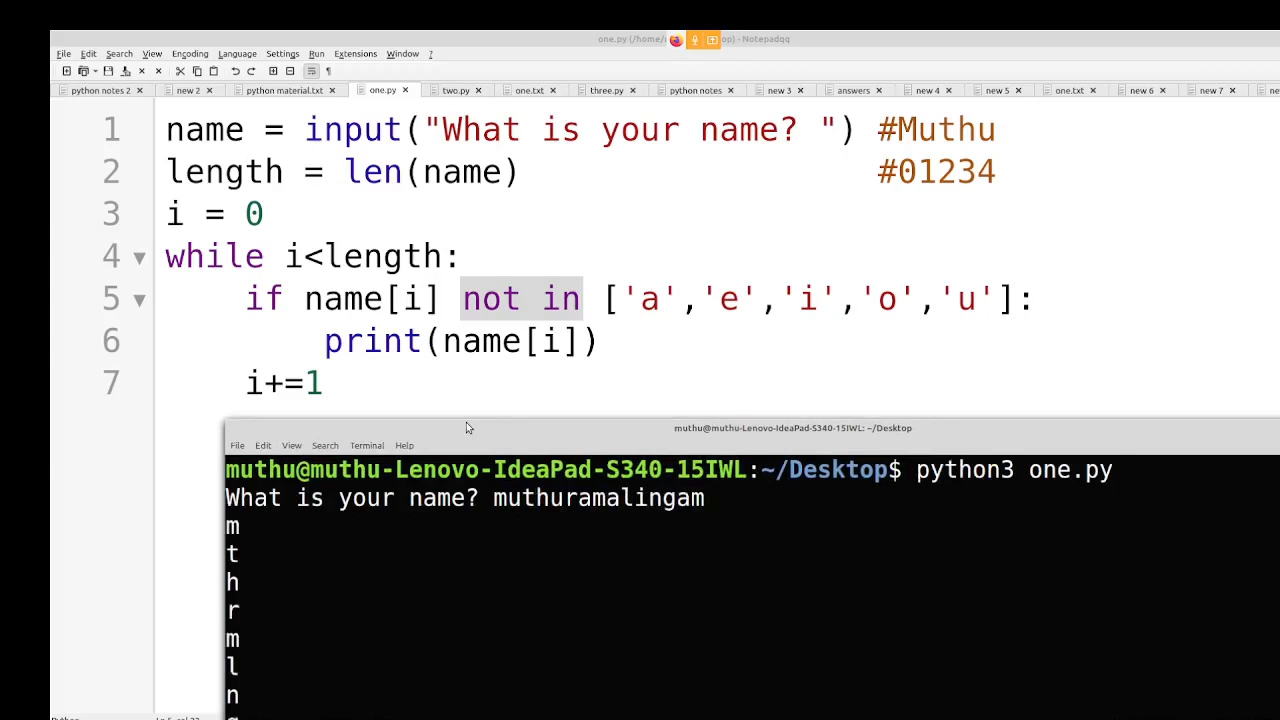 one.py (/home/ op) - Notepadqq
File Edit Search View Encoding Language Settings Run Extensions Window ?
python notes 2 new 2 python material.txt one.py two.py one.txt three.py python notes new 3 answers new 4 new 5 one.txt new 6 new 7
1 name = input("What is your name? ") #Muthu
2 length = len(name) #01234
3 i = 0
4 while i<length:
5 if name[i] not in ['a','e','i','o','u']:
6 print(name[i])
7 i+=1
muthu@muthu-Lenovo-IdeaPad-S340-15IWL: ~/Desktop
File Edit View Search Terminal Help
muthu@muthu-Lenovo-IdeaPad-S340-15IWL:~/Desktop$ python3 one.py
What is your name? muthuramalingam
m
t
h
r
m
l
n